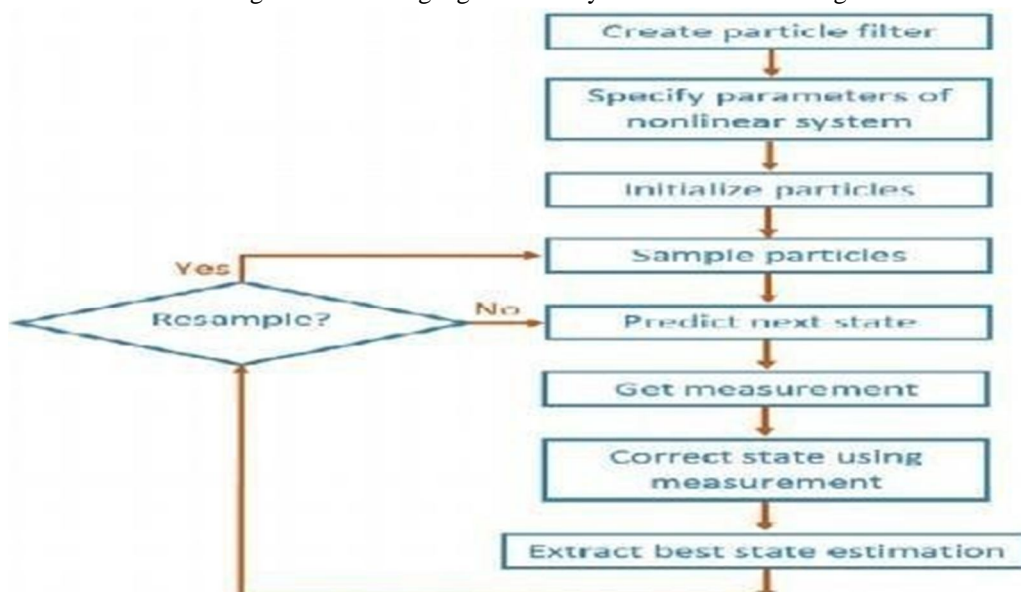 Create particle filter
Specify parameters of
nonlinear system
Initialize particles
Sample particles
Yes
Resample?
No
Predict next state
Get measurement
Correct state using
measurement
Extract best state estimation